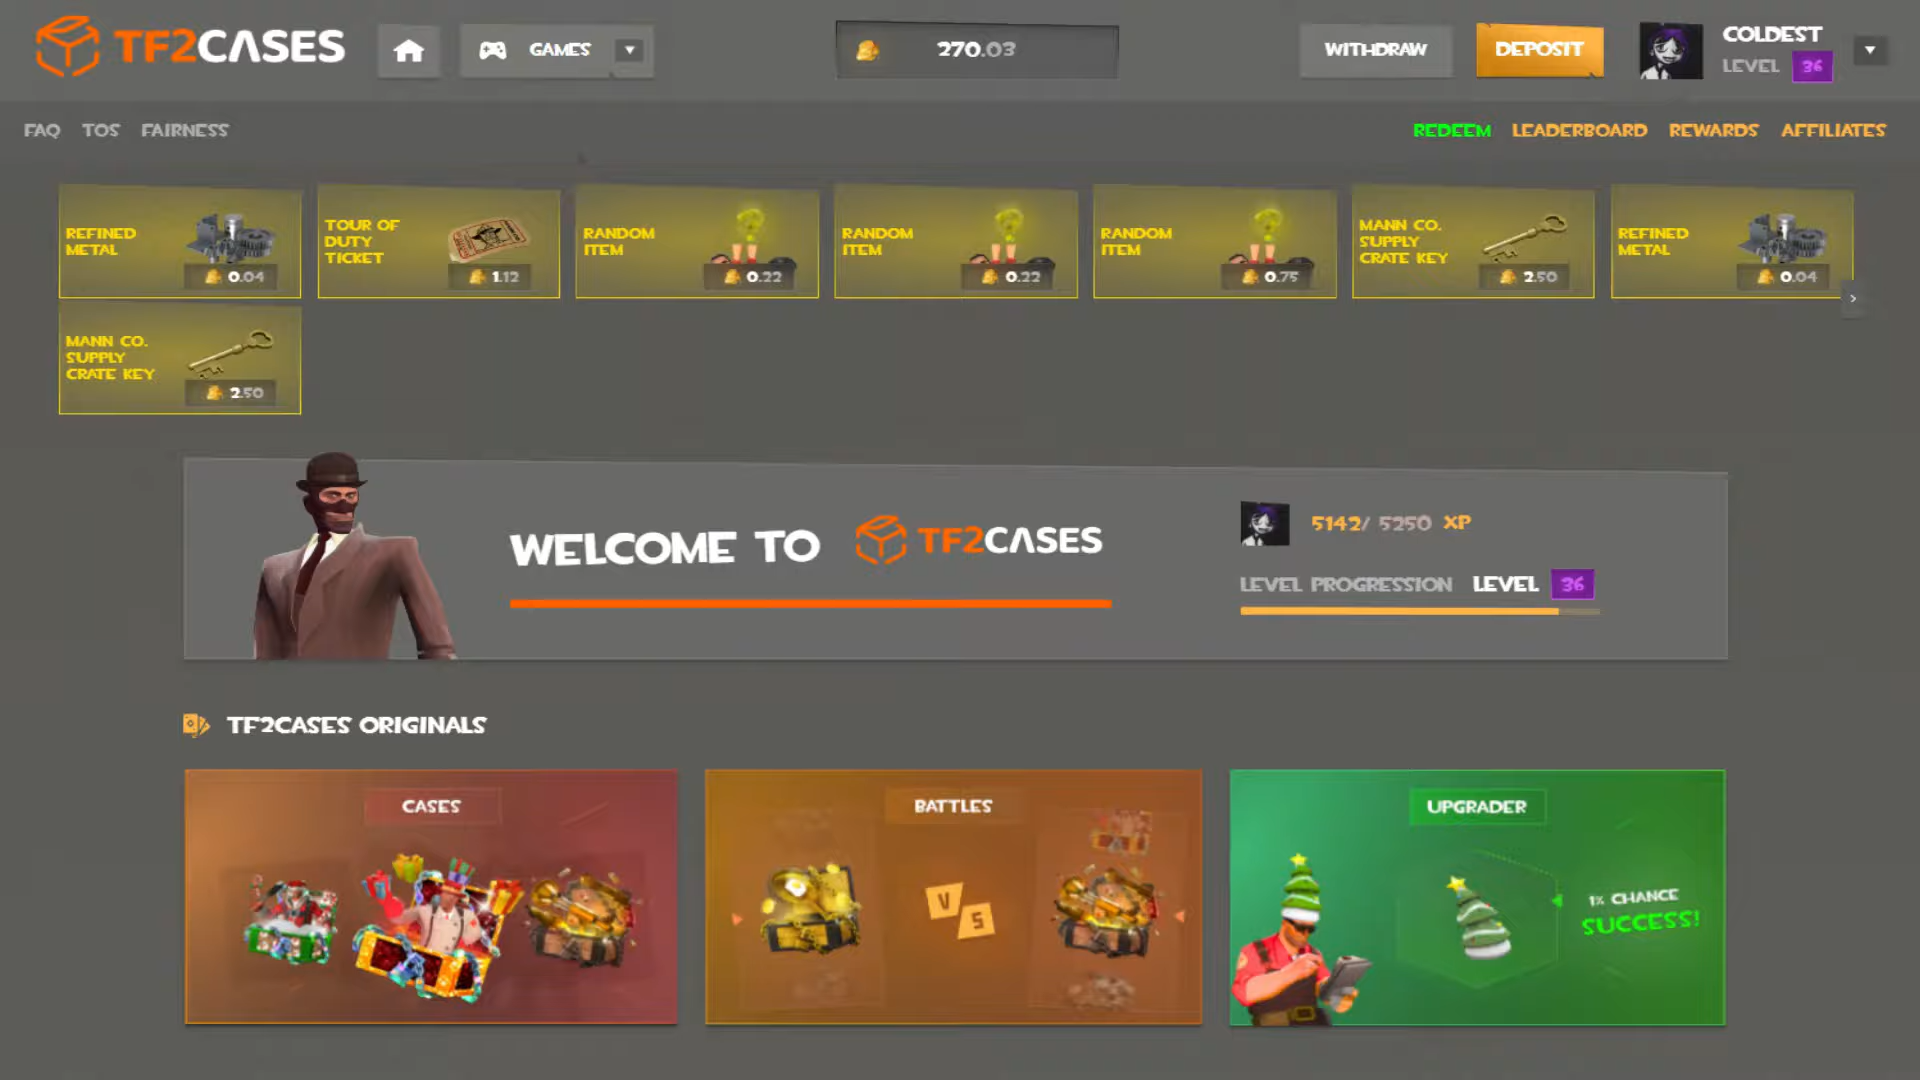 TF2CASES
GAMES
270.03
WITHDRAW
DEPOSIT
COLDEST
LEVEL 36
FAQ TOS FAIRNESS
REDEEM LEADERBOARD REWARDS AFFILIATES
REFINED
METAL
0.04
TOUR OF
DUTY
TICKET
1.12
RANDOM
ITEM
0.22
RANDOM
ITEM
0.22
RANDOM
ITEM
0.75
MANN CO.
SUPPLY
CRATE KEY
2.50
REFINED
METAL
0.04
MANN CO.
SUPPLY
CRATE KEY
2.50
WELCOME TO TF2CASES
5142/ 5250 XP
LEVEL PROGRESSION LEVEL 36
TF2CASES ORIGINALS
CASES
BATTLES
V
S
UPGRADER
1% CHANCE
SUCCESS!